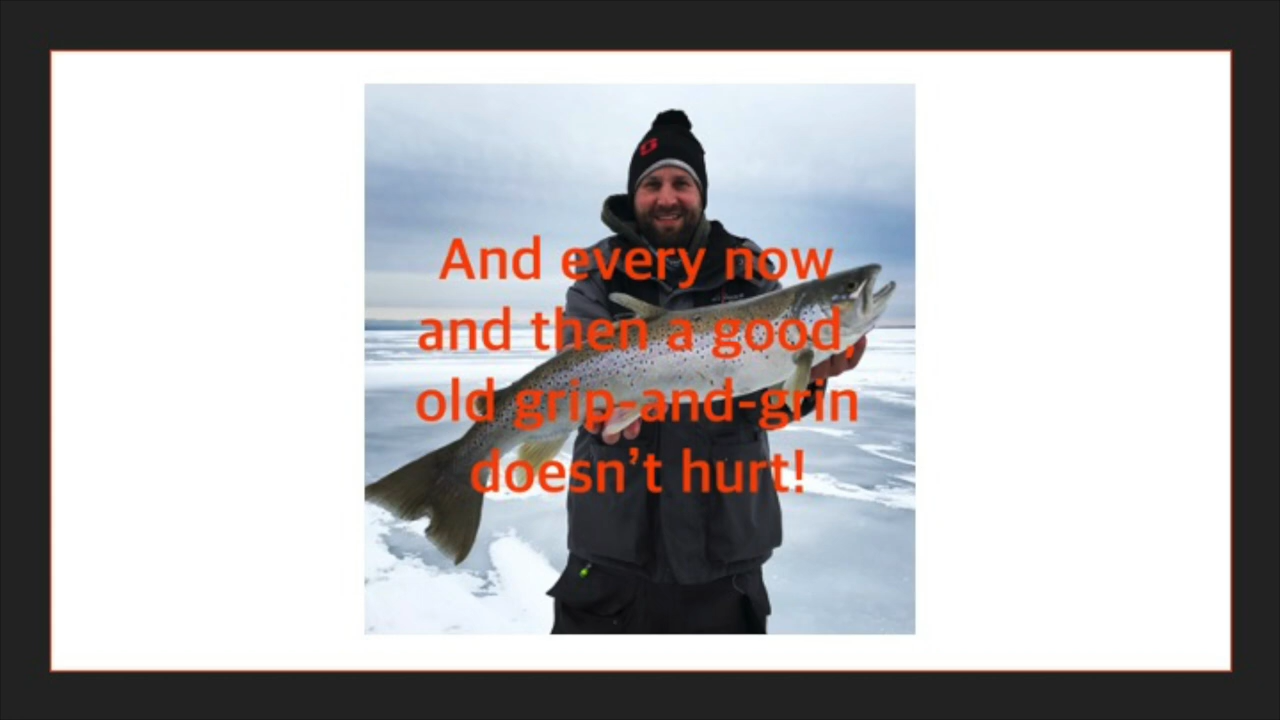 And every now
and then a good,
old grip-and-grin
doesn’t hurt!